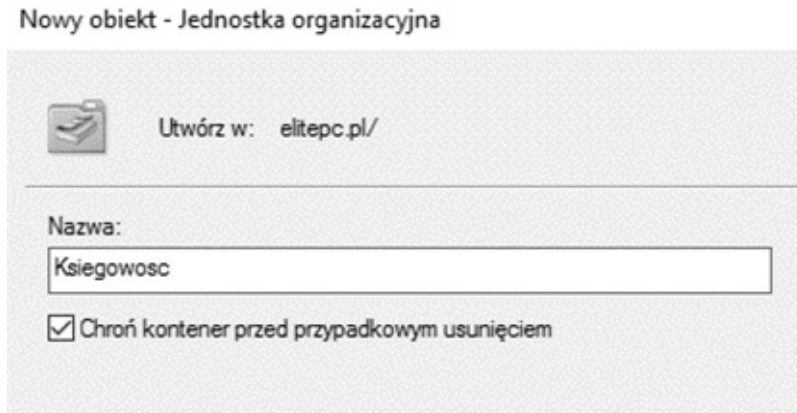 Nowy obiekt - Jednostka organizacyjna
Utwórz w: elitepc.pl/
Nazwa:
Ksiegowosc
Chroń kontener przed przypadkowym usunięciem